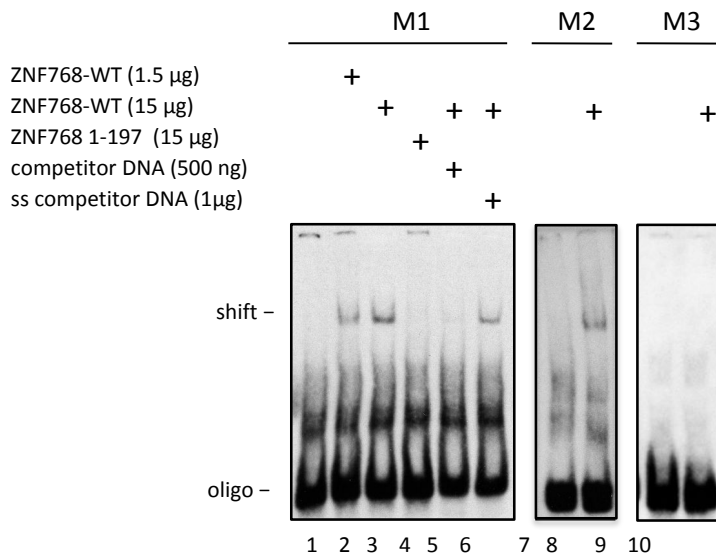 M1 M2 M3
ZNF768-WT (1.5 µg) +
ZNF768-WT (15 µg) + + + + +
ZNF768 1-197 (15 µg) +
competitor DNA (500 ng) +
ss competitor DNA (1µg) +
shift –
oligo –
1 2 3 4 5 6 7 8 9 10